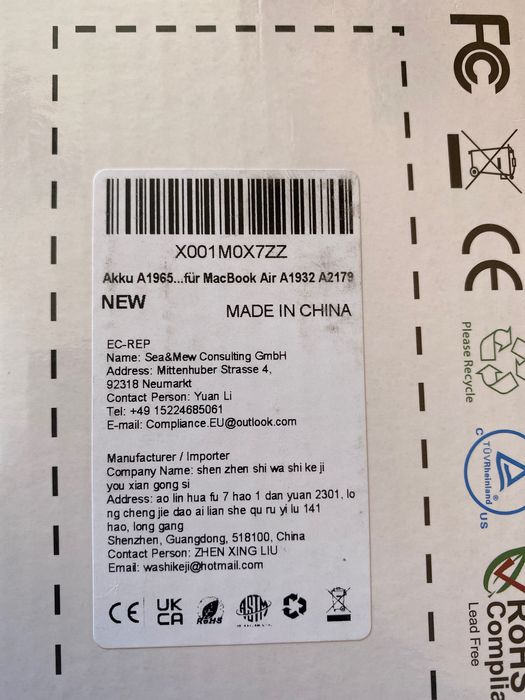 X001M0X7ZZ
Akku A1965...für MacBook Air A1932 A2179
NEW
MADE IN CHINA
EC-REP
Name: Sea&Mew Consulting GmbH
Address: Mittenhuber Strasse 4,
92318 Neumarkt
Contact Person: Yuan Li
Tel: +49 15224685061
E-mail: Compliance.EU@outlook.com
Manufacturer / Importer
Company Name: shen zhen shi wa shi ke ji
you xian gong si
Address: ao lin hua fu 7 hao 1 dan yuan 2301, lo
ng cheng jie dao ai lian she qu ru yi lu 141
hao, long gang
Shenzhen, Guangdong, 518100, China
Contact Person: ZHEN XING LIU
Email: washikeji@hotmail.com
CE
UK
CA
RoHS
ASTM
FC
CE
Please Recycle
TÜVRheinland
C
US
RoHS
Lead Free